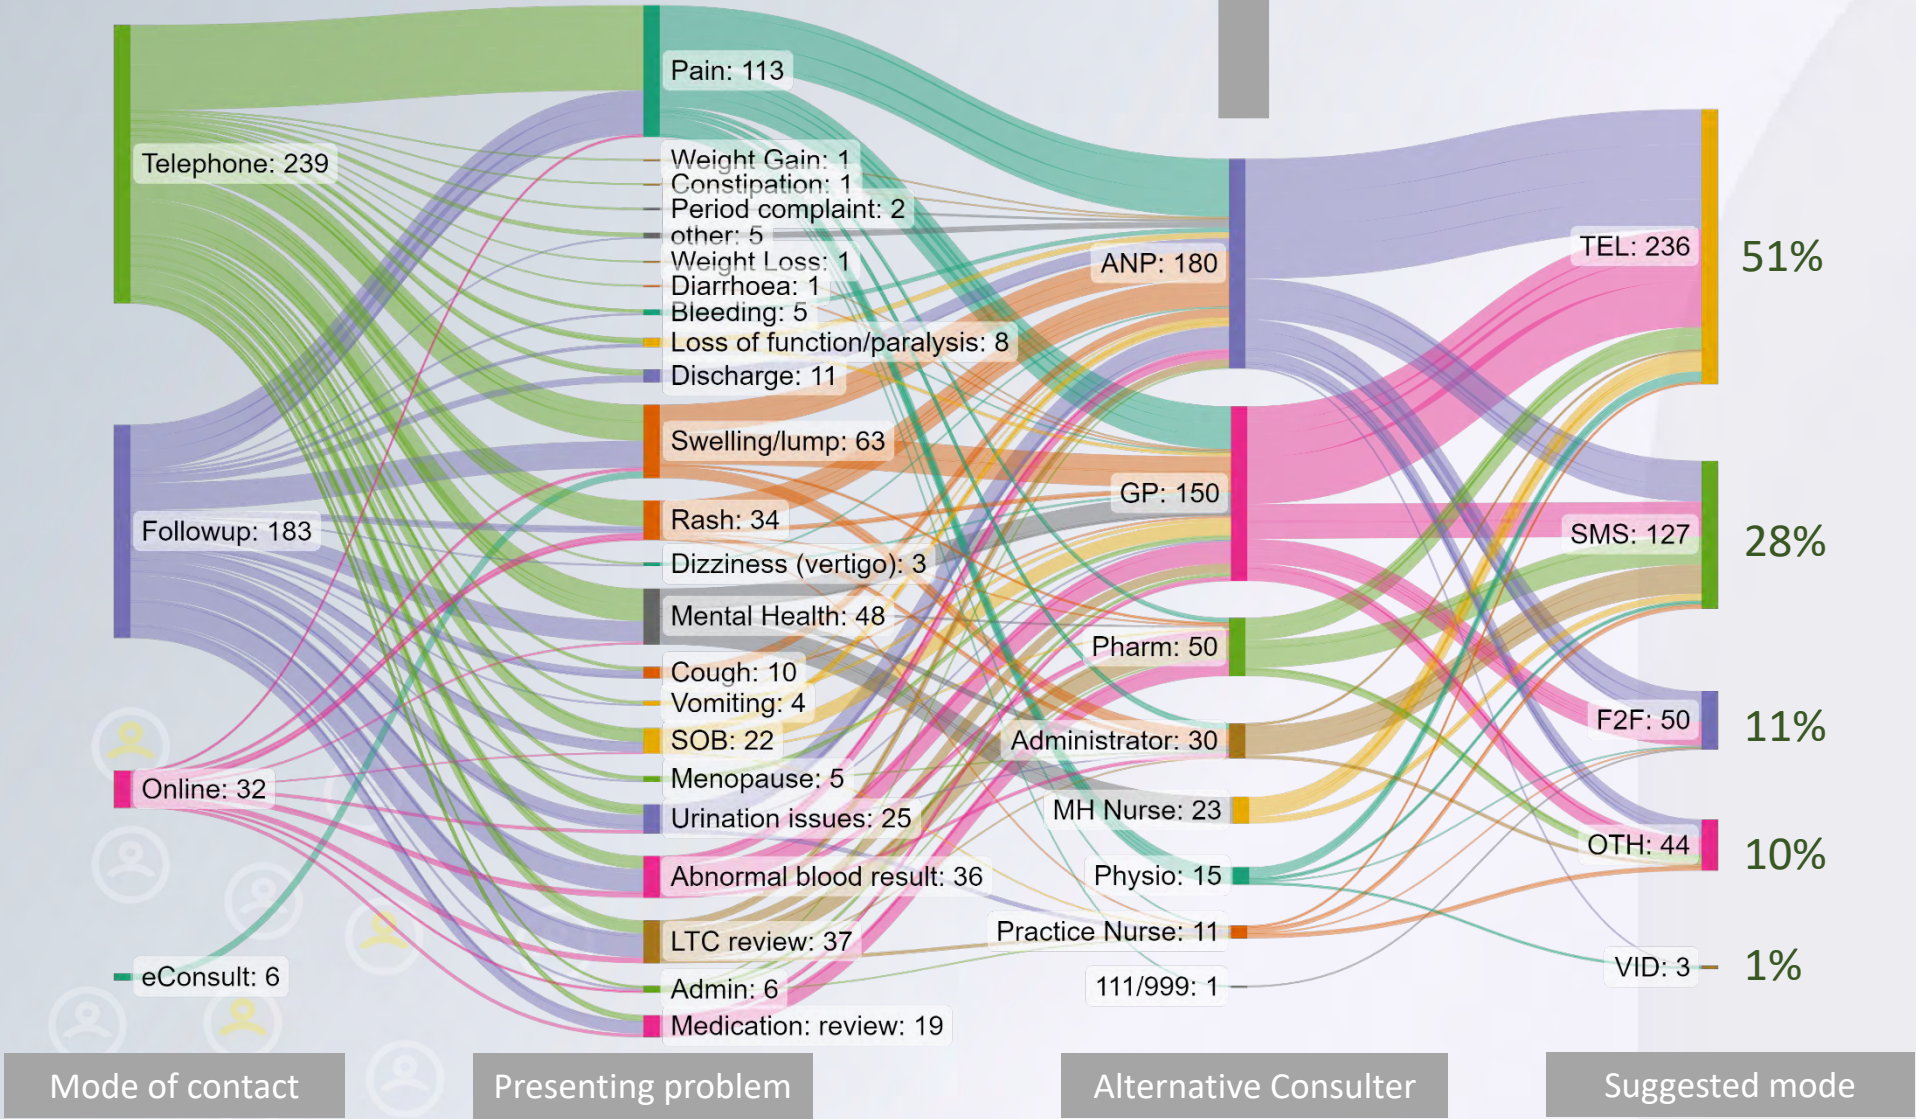 Telephone: 239
Followup: 183
Online: 32
eConsult: 6
Pain: 113
Weight Gain: 1
Constipation: 1
Period complaint: 2
other: 5
Weight Loss: 1
Diarrhoea: 1
Bleeding: 5
Loss of function/paralysis: 8
Discharge: 11
Swelling/lump: 63
Rash: 34
Dizziness (vertigo): 3
Mental Health: 48
Cough: 10
Vomiting: 4
SOB: 22
Menopause: 5
Urination issues: 25
Abnormal blood result: 36
LTC review: 37
Admin: 6
Medication: review: 19
ANP: 180
GP: 150
Pharm: 50
Administrator: 30
MH Nurse: 23
Physio: 15
Practice Nurse: 11
111/999: 1
TEL: 236
51%
SMS: 127
28%
F2F: 50
11%
OTH: 44
10%
VID: 3
1%
Mode of contact
Presenting problem
Alternative Consulter
Suggested mode